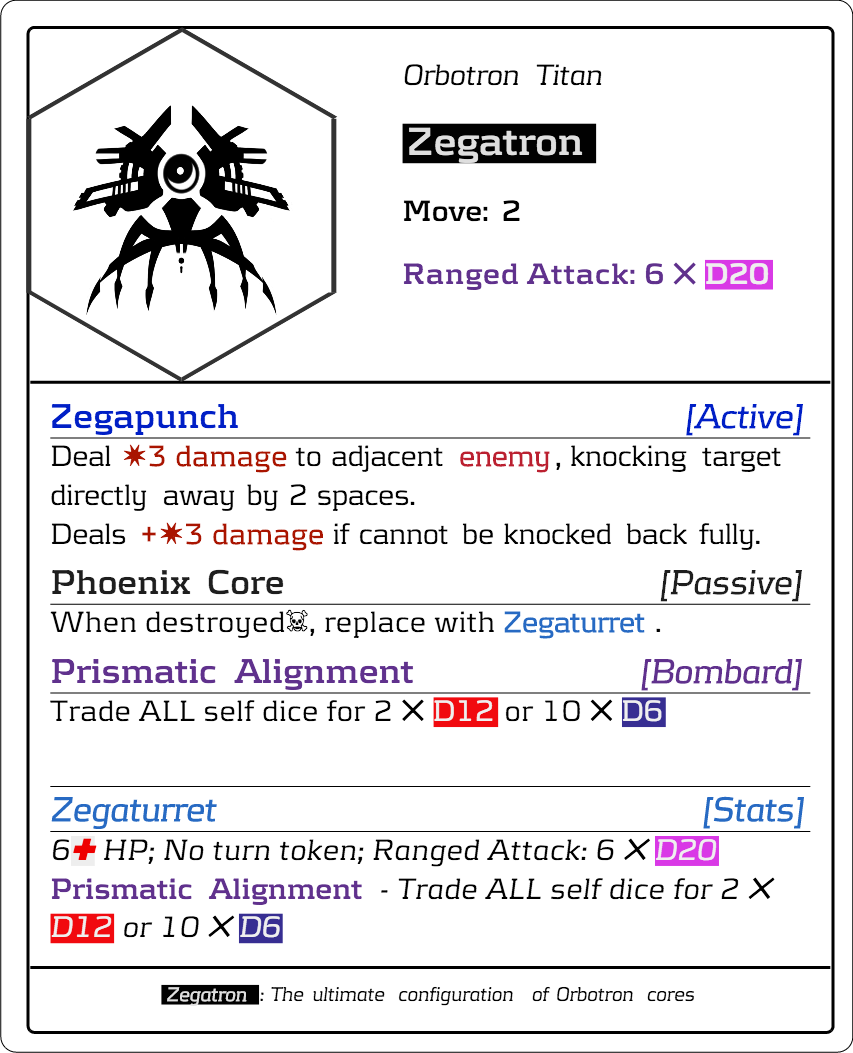 Orbotron Titan
Zegatron
Move: 2
Ranged Attack: 6 × D20
Zegapunch [Active]
Deal ✷3 damage to adjacent enemy, knocking target
directly away by 2 spaces.
Deals +✷3 damage if cannot be knocked back fully.
Phoenix Core [Passive]
When destroyed☠, replace with Zegaturret .
Prismatic Alignment [Bombard]
Trade ALL self dice for 2 × D12 or 10 × D6
Zegaturret [Stats]
6✚ HP; No turn token; Ranged Attack: 6 × D20
Prismatic Alignment - Trade ALL self dice for 2 ×
D12 or 10 × D6
Zegatron : The ultimate configuration of Orbotron cores